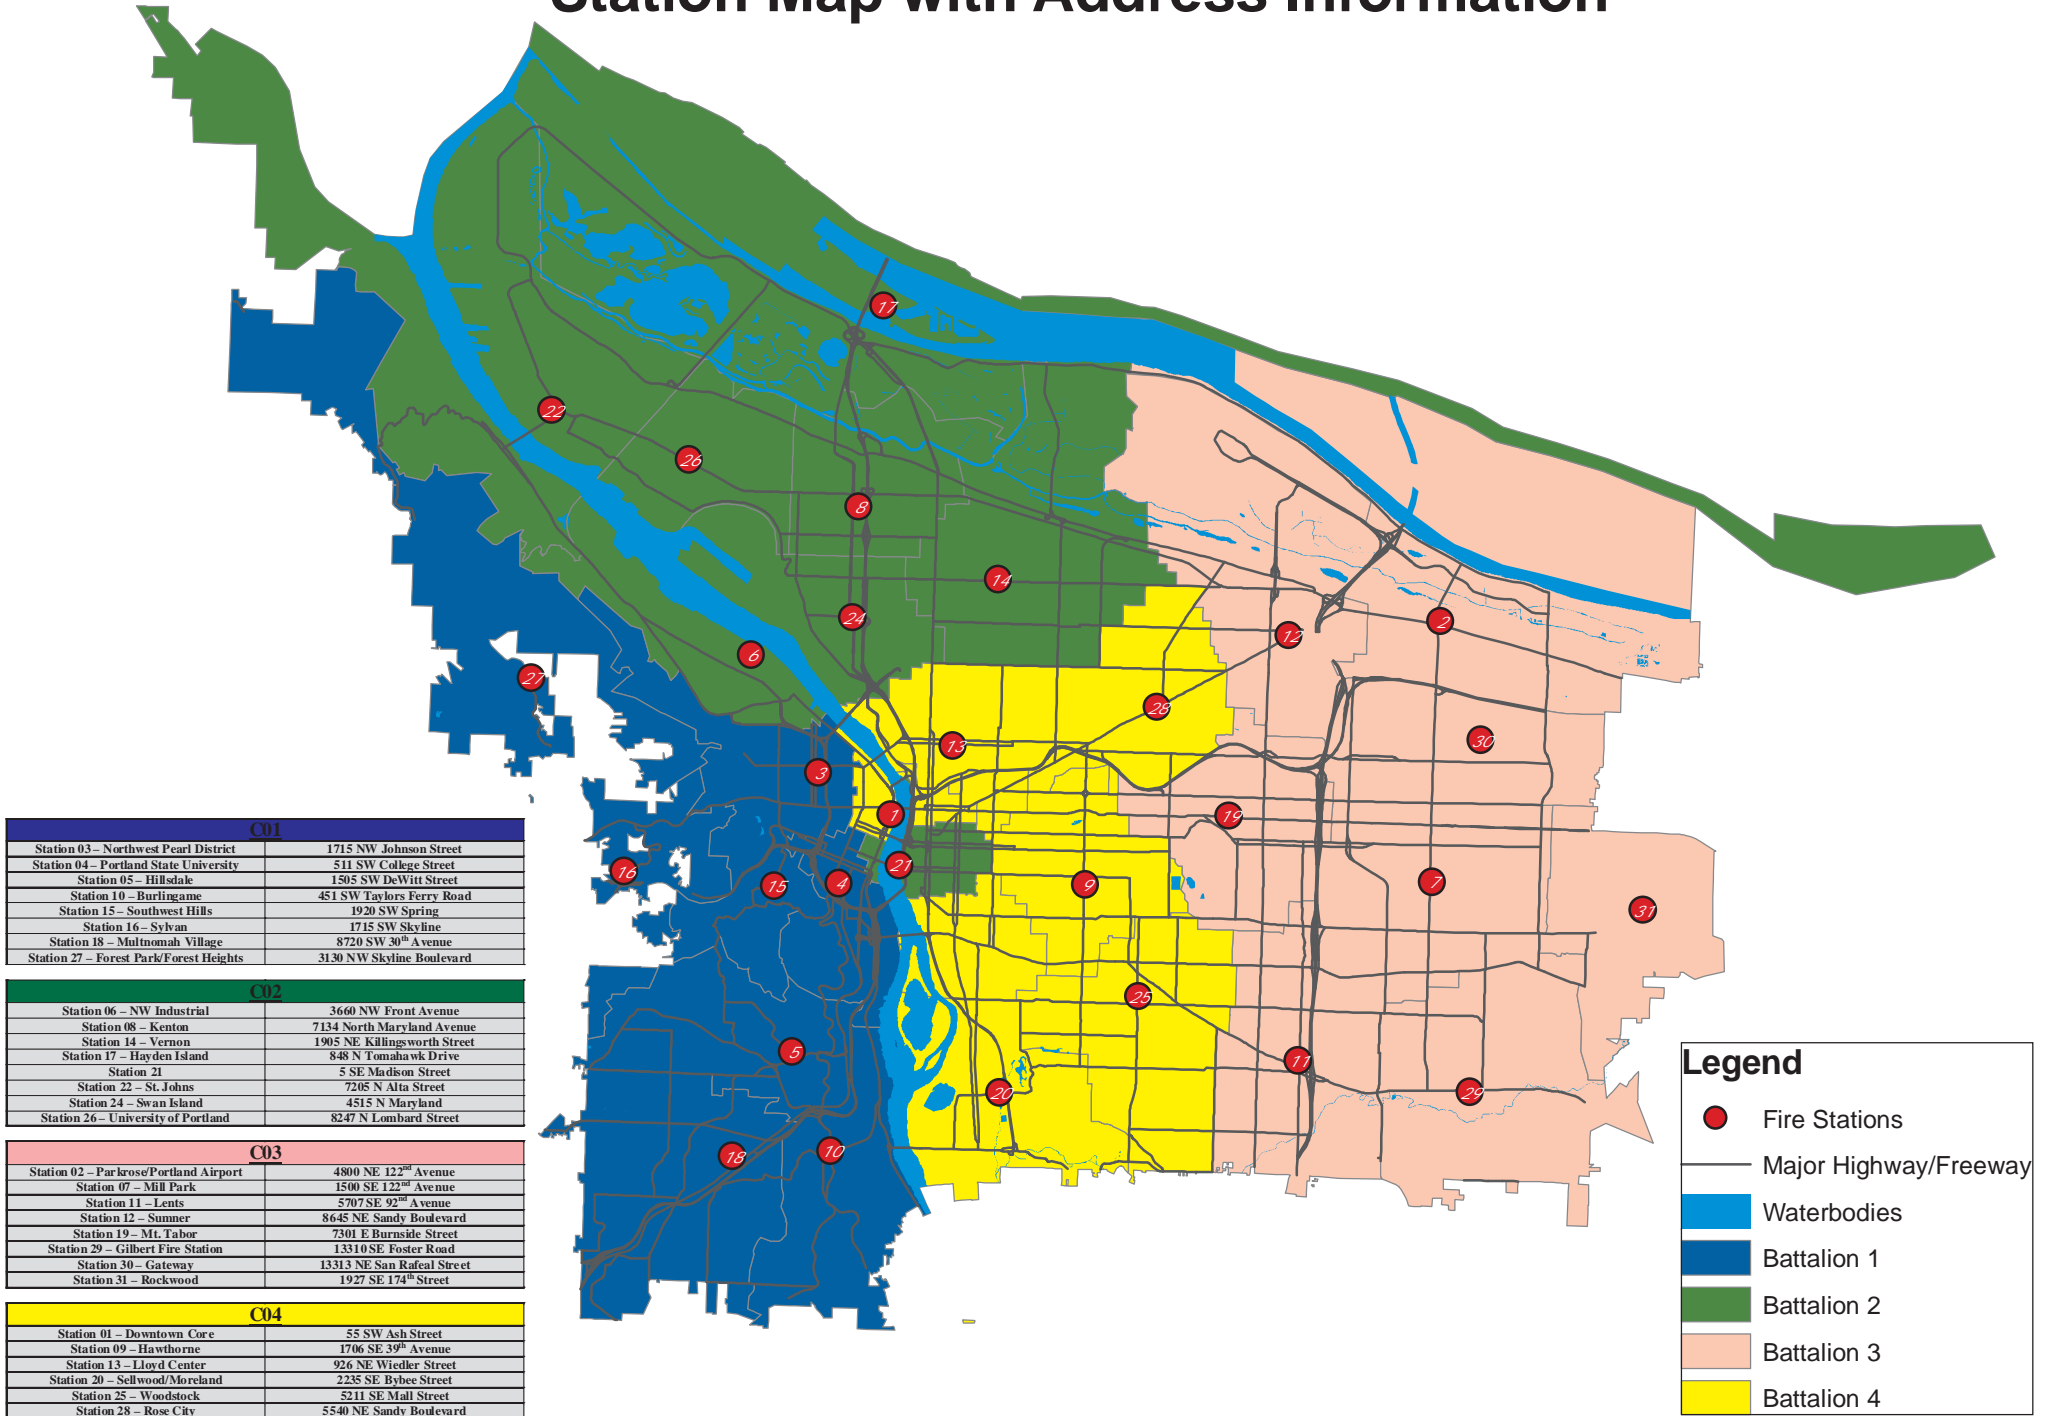 Station Map with Address Information
17
22
26
8
14
24
6
12
2
27
28
13
30
3
1
19
16
15
4
21
9
7
31
25
5
11
20
29
18
10
C01
Station 03 – Northwest Pearl District 1715 NW Johnson Street
Station 04 – Portland State University 511 SW College Street
Station 05 – Hillsdale 1505 SW DeWitt Street
Station 10 – Burlingame 451 SW Taylors Ferry Road
Station 15 – Southwest Hills 1920 SW Spring
Station 16 – Sylvan 1715 SW Skyline
Station 18 – Multnomah Village 8720 SW 30th Avenue
Station 27 – Forest Park/Forest Heights 3130 NW Skyline Boulevard
C02
Station 06 – NW Industrial 3660 NW Front Avenue
Station 08 – Kenton 7134 North Maryland Avenue
Station 14 – Vernon 1905 NE Killingsworth Street
Station 17 – Hayden Island 848 N Tomahawk Drive
Station 21 5 SE Madison Street
Station 22 – St. Johns 7205 N Alta Street
Station 24 – Swan Island 4515 N Maryland
Station 26 – University of Portland 8247 N Lombard Street
C03
Station 02 – Parkrose/Portland Airport 4800 NE 122nd Avenue
Station 07 – Mill Park 1500 SE 122nd Avenue
Station 11 – Lents 5707 SE 92nd Avenue
Station 12 – Sumner 8645 NE Sandy Boulevard
Station 19 – Mt. Tabor 7301 E Burnside Street
Station 29 – Gilbert Fire Station 13310 SE Foster Road
Station 30 – Gateway 13313 NE San Rafeal Street
Station 31 – Rockwood 1927 SE 174th Street
C04
Station 01 – Downtown Core 55 SW Ash Street
Station 09 – Hawthorne 1706 SE 39th Avenue
Station 13 – Lloyd Center 926 NE Wiedler Street
Station 20 – Sellwood/Moreland 2235 SE Bybee Street
Station 25 – Woodstock 5211 SE Mall Street
Station 28 – Rose City 5540 NE Sandy Boulevard
Legend
Fire Stations
Major Highway/Freeway
Waterbodies
Battalion 1
Battalion 2
Battalion 3
Battalion 4